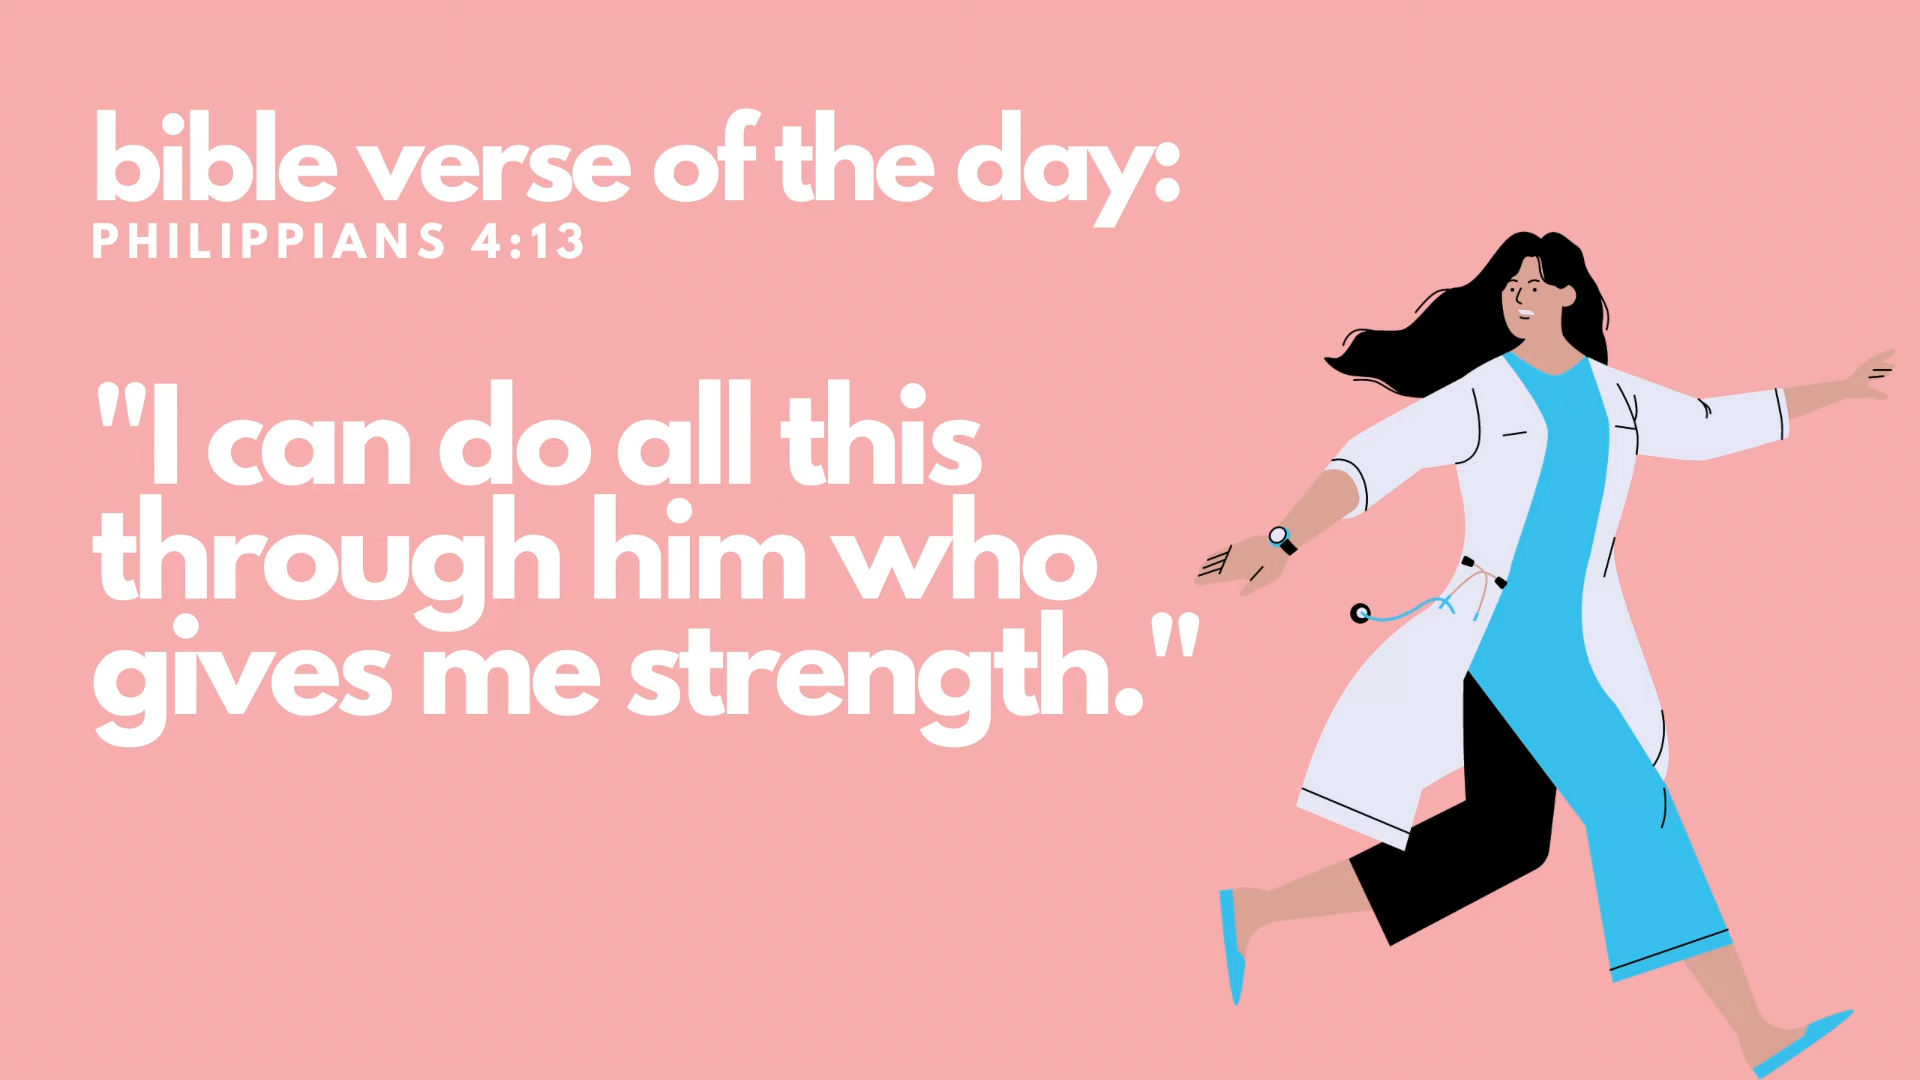 bible verse of the day:
PHILIPPIANS 4:13
"I can do all this
through him who
gives me strength."